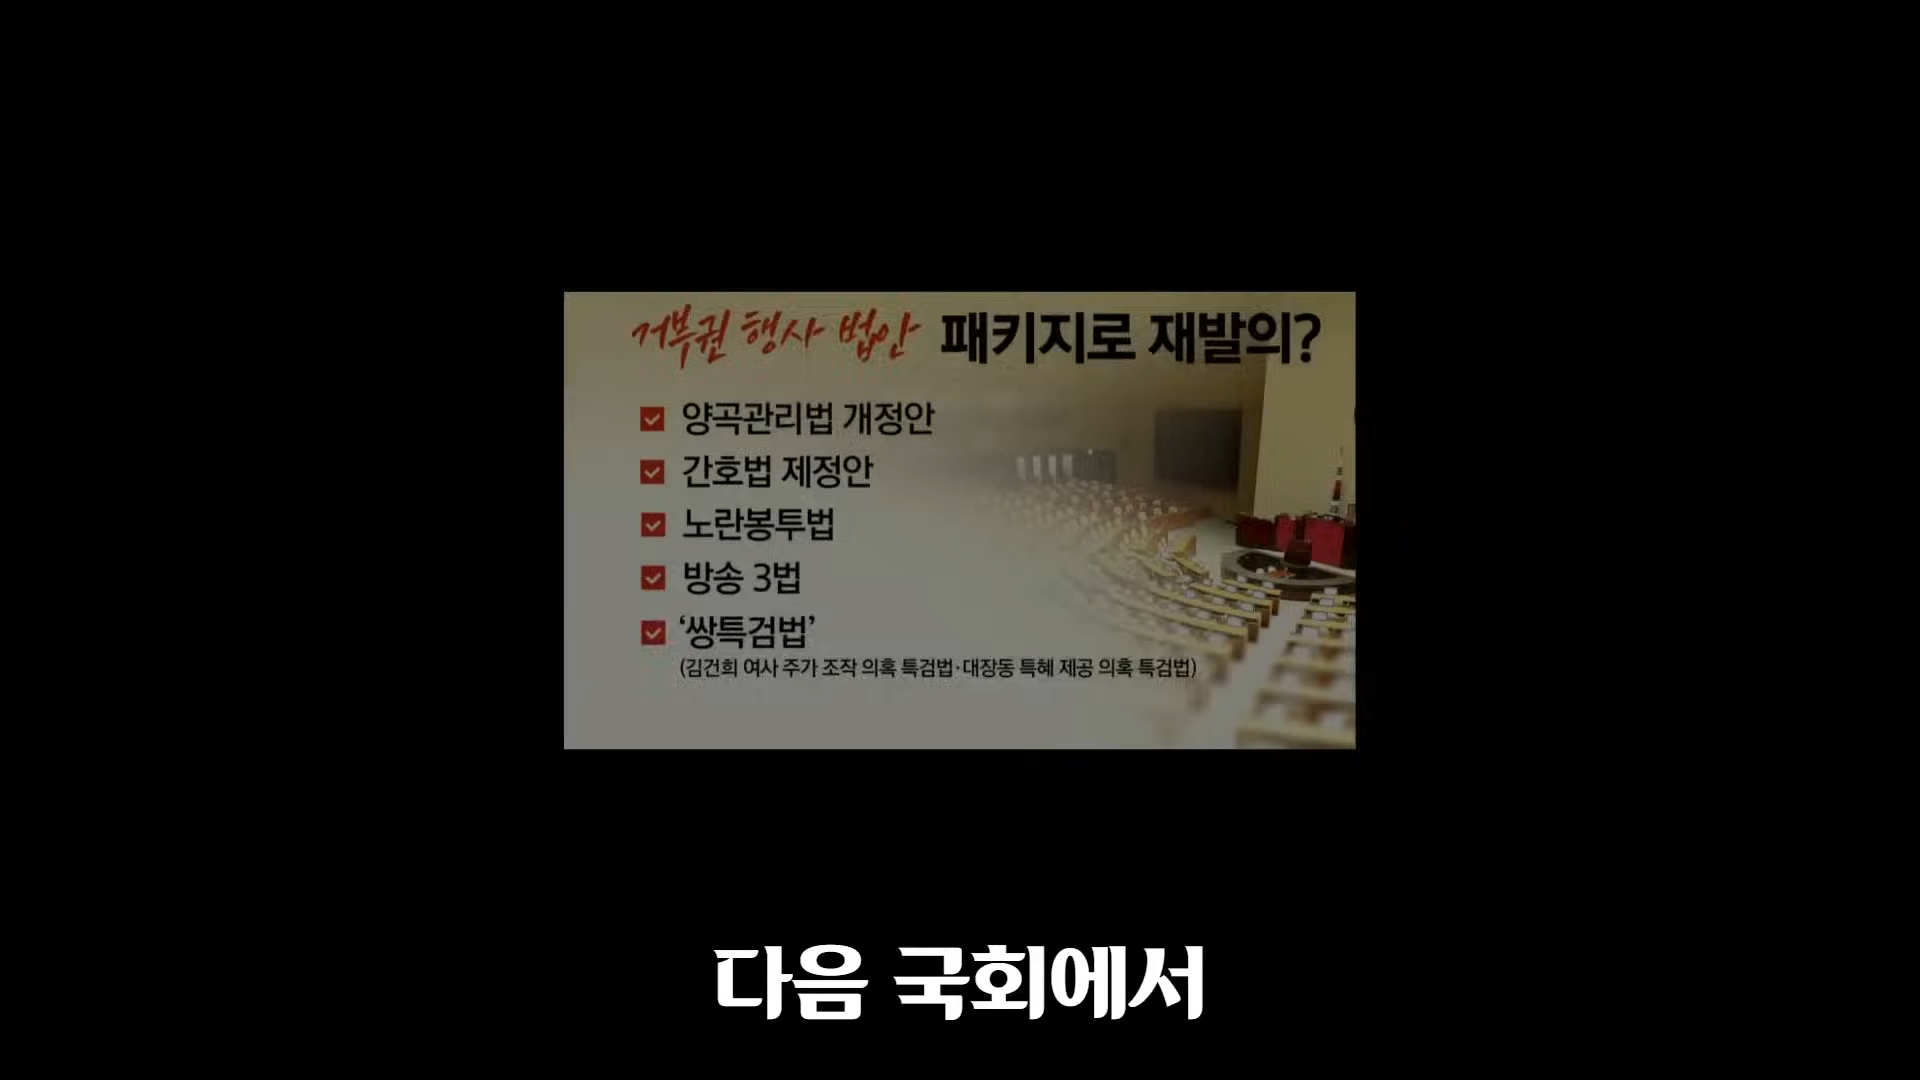 거부권 행사 법안 패키지로 재발의?
양곡관리법 개정안
간호법 제정안
노란봉투법
방송 3법
‘쌍특검법’
(김건희 여사 주가 조작 의혹 특검법·대장동 특혜 제공 의혹 특검법)
다음 국회에서